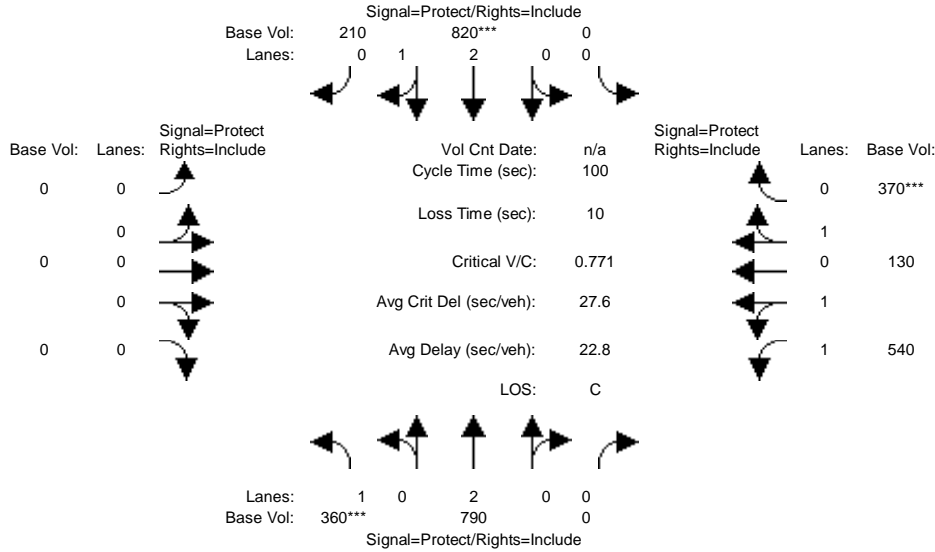 Signal=Protect/Rights=Include
Base Vol: 210 820*** 0
Lanes: 0 1 2 0 0
Signal=Protect Signal=Protect
Base Vol: Lanes: Rights=Include Vol Cnt Date: n/a Rights=Include Lanes: Base Vol:
Cycle Time (sec): 100
0 0 0 370***
Loss Time (sec): 10
0 1
0 0 Critical V/C: 0.771 0 130
0 Avg Crit Del (sec/veh): 27.6 1
0 0 Avg Delay (sec/veh): 22.8 1 540
LOS: C
Lanes: 1 0 2 0 0
Base Vol: 360*** 790 0
Signal=Protect/Rights=Include